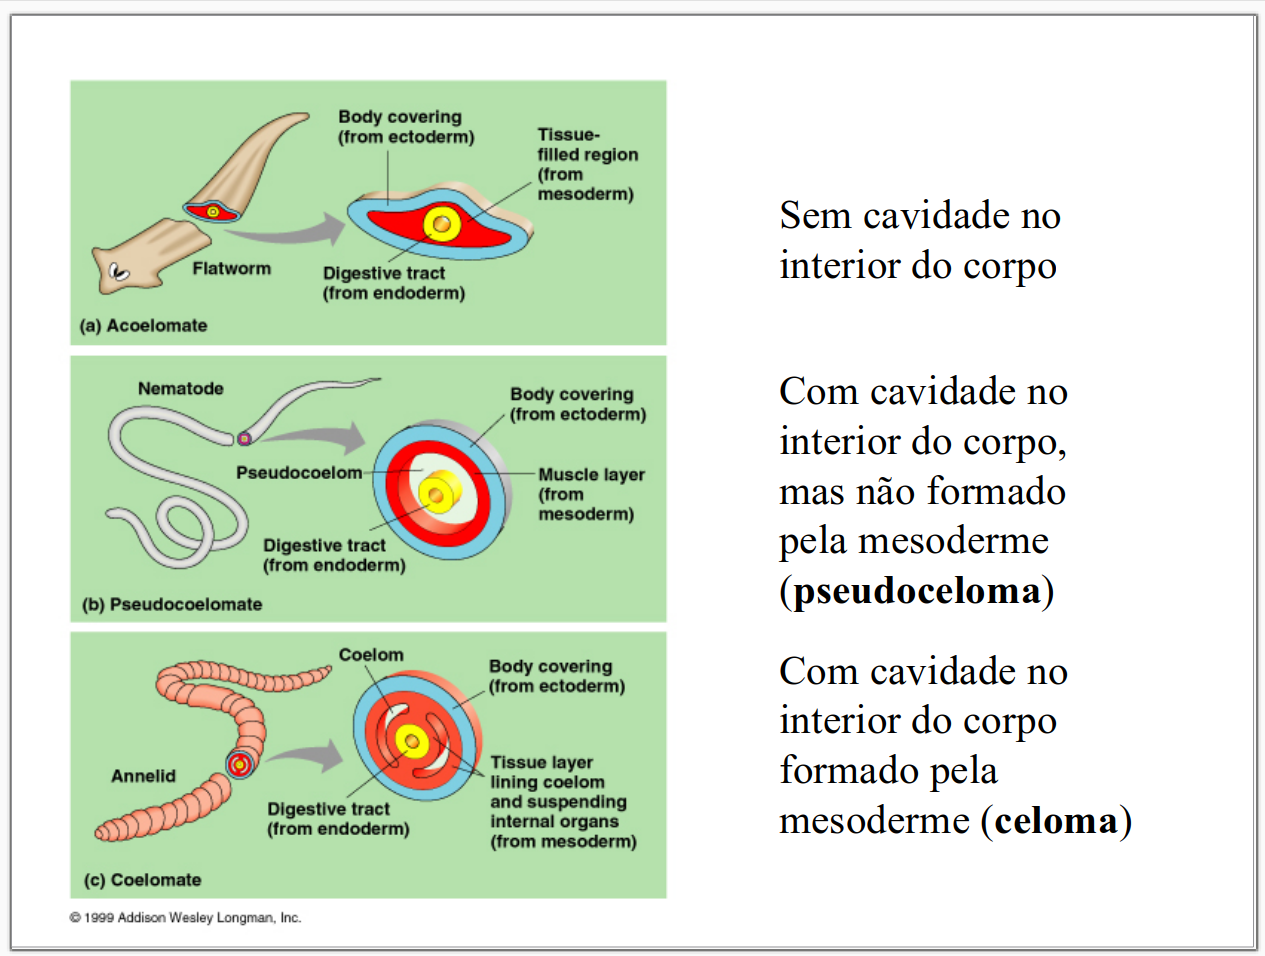 Body covering
(from ectoderm)
Tissue-
filled region
(from
mesoderm)
Flatworm
Digestive tract
(from endoderm)
(a) Acoelomate
Sem cavidade no
interior do corpo
Nematode
Body covering
(from ectoderm)
Pseudocoelom
Muscle layer
(from
mesoderm)
Digestive tract
(from endoderm)
(b) Pseudocoelomate
Com cavidade no
interior do corpo,
mas não formado
pela mesoderme
(pseudoceloma)
Coelom
Body covering
(from ectoderm)
Annelid
Tissue layer
lining coelom
and suspending
internal organs
(from mesoderm)
Digestive tract
(from endoderm)
(c) Coelomate
Com cavidade no
interior do corpo
formado pela
mesoderme (celoma)
© 1999 Addison Wesley Longman, Inc.